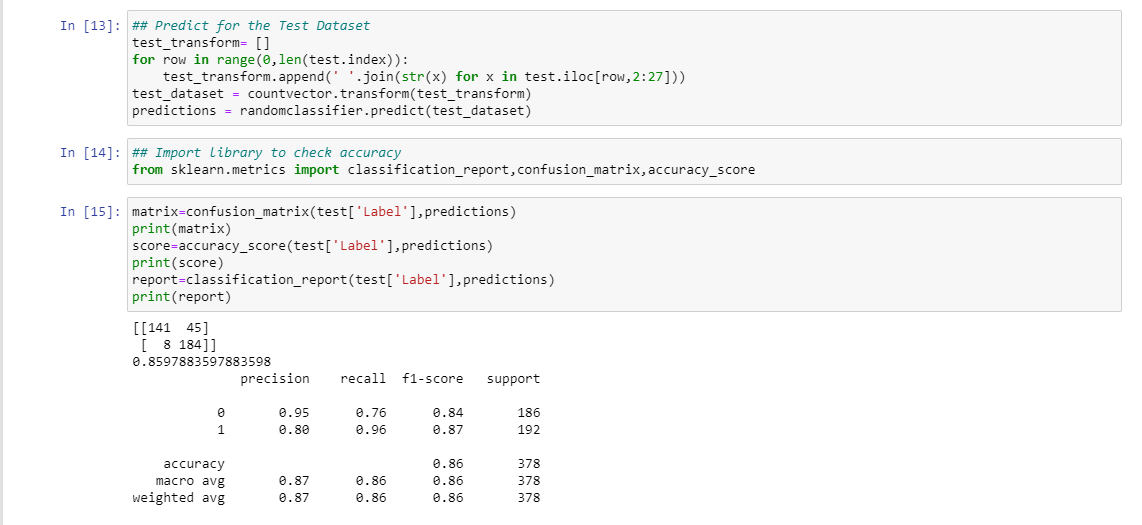 In [13]: ## Predict for the Test Dataset
test_transform= []
for row in range(0,len(test.index)):
    test_transform.append(' '.join(str(x) for x in test.iloc[row,2:27]))
test_dataset = countvector.transform(test_transform)
predictions = randomclassifier.predict(test_dataset)
In [14]: ## Import library to check accuracy
from sklearn.metrics import classification_report,confusion_matrix,accuracy_score
In [15]: matrix=confusion_matrix(test['Label'],predictions)
print(matrix)
score=accuracy_score(test['Label'],predictions)
print(score)
report=classification_report(test['Label'],predictions)
print(report)
[[141  45]
 [  8 184]]
0.8597883597883598
              precision    recall  f1-score   support
           0       0.95      0.76      0.84       186
           1       0.80      0.96      0.87       192
    accuracy                           0.86       378
   macro avg       0.87      0.86      0.86       378
weighted avg       0.87      0.86      0.86       378